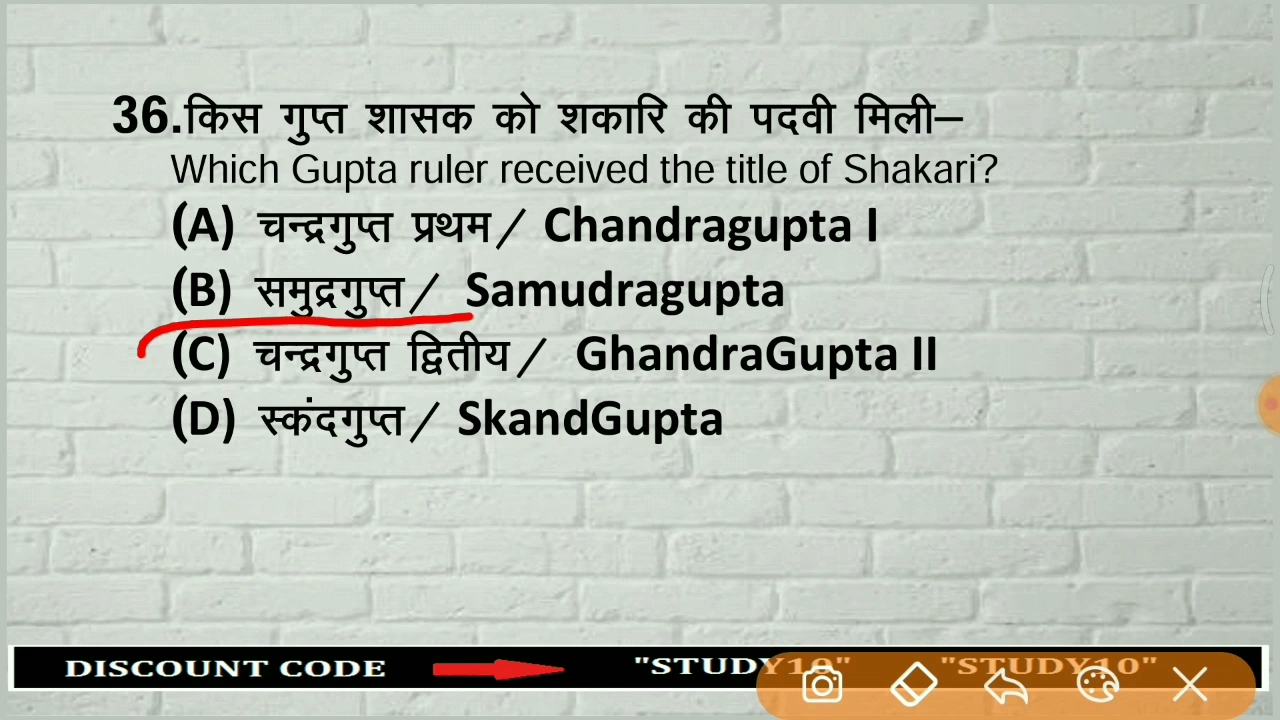 36.किस गुप्त शासक को शकारि की पदवी मिली–
Which Gupta ruler received the title of Shakari?
(A) चन्द्रगुप्त प्रथम / Chandragupta I
(B) समुद्रगुप्त / Samudragupta
(C) चन्द्रगुप्त द्वितीय / GhandraGupta II
(D) स्कंदगुप्त / SkandGupta
DISCOUNT CODE "STUDY10" "STUDY10"